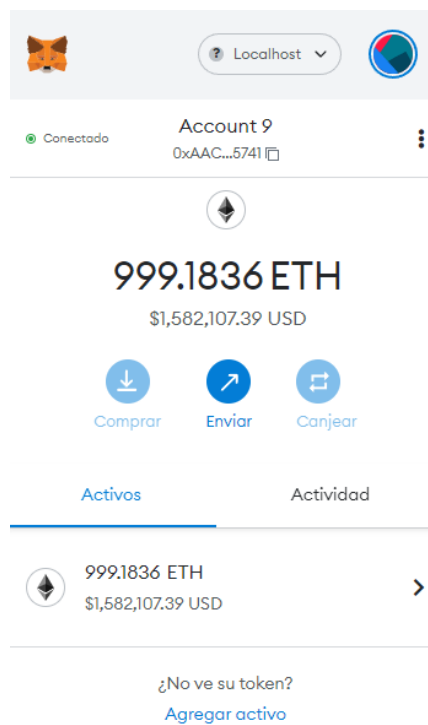 Localhost
Conectado
Account 9
0xAAC...5741
999.1836 ETH
$1,582,107.39 USD
Comprar
Enviar
Canjear
Activos
Actividad
999.1836 ETH
$1,582,107.39 USD
¿No ve su token?
Agregar activo